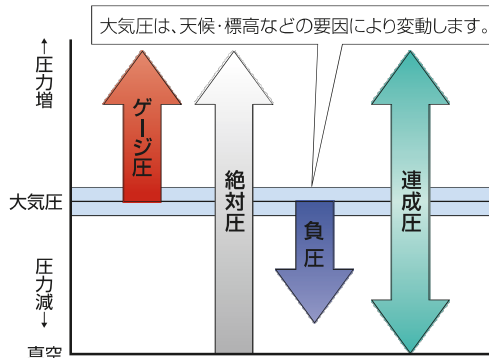 大気圧は、天候・標高などの要因により変動します。
↑圧力増
ゲージ圧
絶対圧
連成圧
大気圧
負圧
圧力減↓
真空